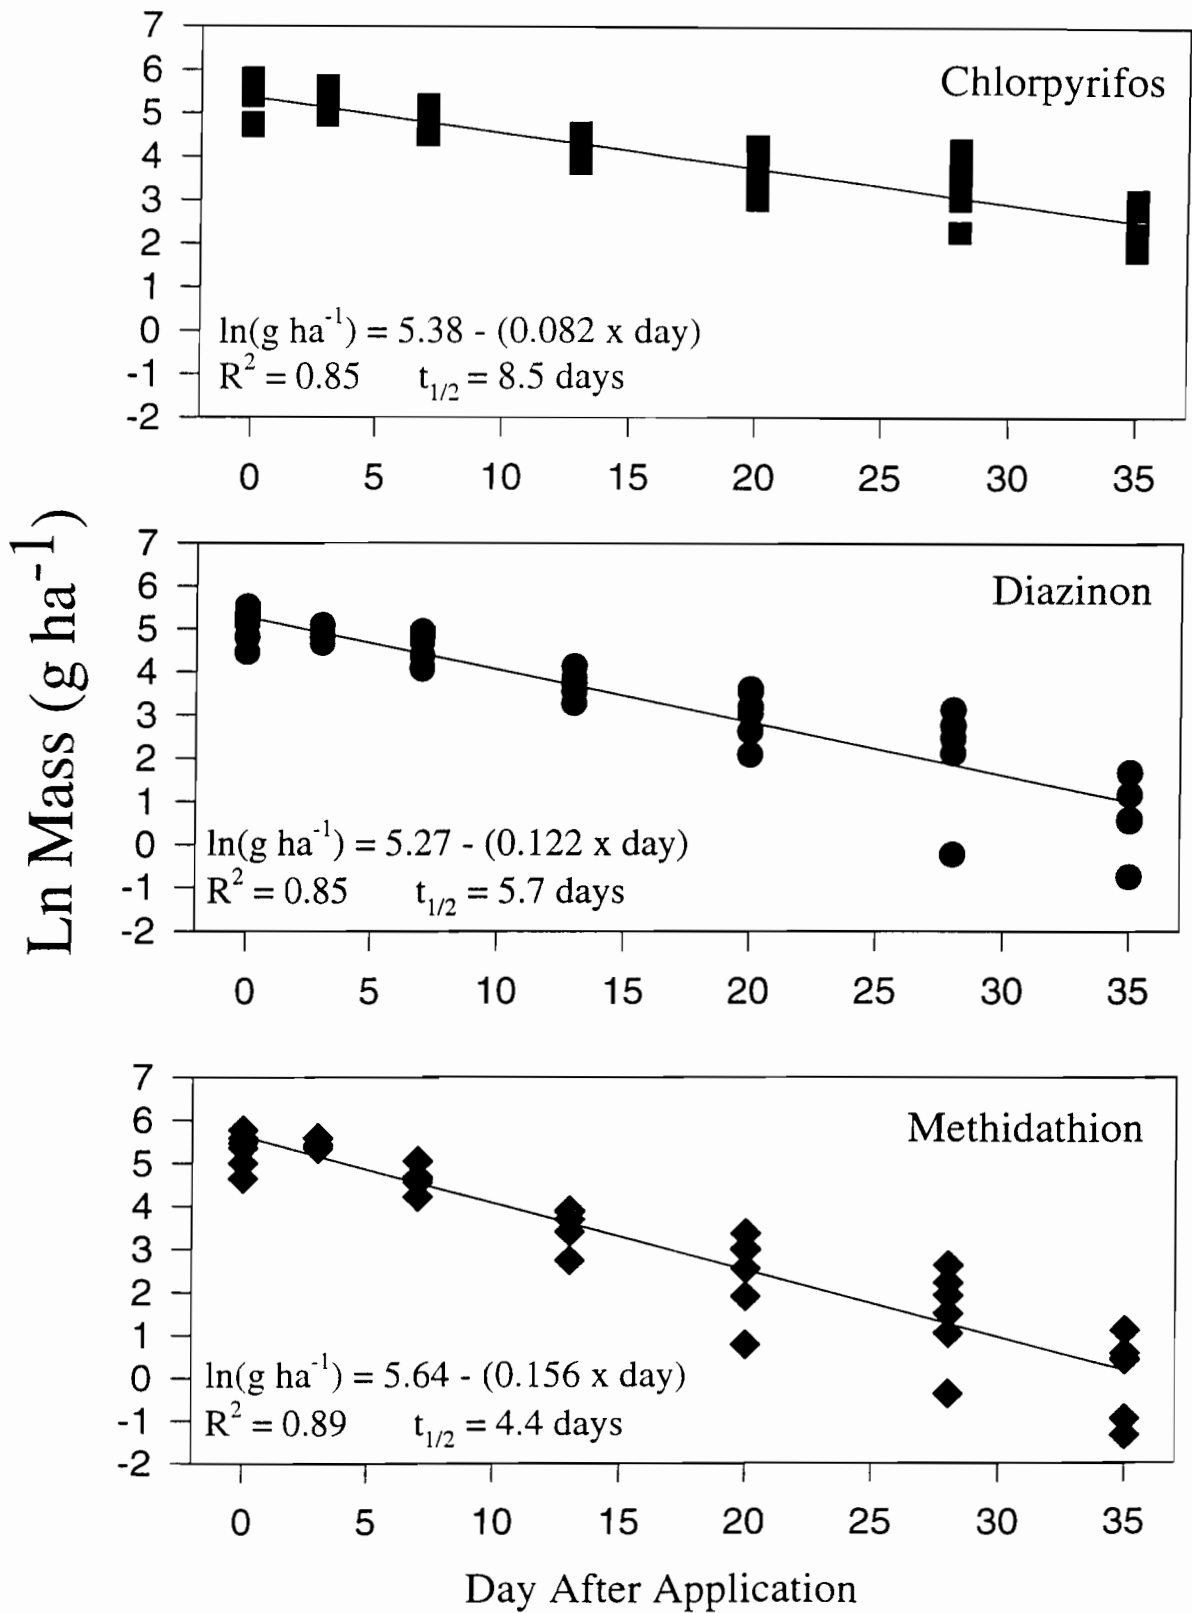 Ln Mass (g ha⁻¹)
7
6
5
4
3
2
1
0
-1
-2
Chlorpyrifos
ln(g ha⁻¹) = 5.38 - (0.082 x day)
R² = 0.85 t₁/₂ = 8.5 days
0 5 10 15 20 25 30 35
7
6
5
4
3
2
1
0
-1
-2
Diazinon
ln(g ha⁻¹) = 5.27 - (0.122 x day)
R² = 0.85 t₁/₂ = 5.7 days
0 5 10 15 20 25 30 35
7
6
5
4
3
2
1
0
-1
-2
Methidathion
ln(g ha⁻¹) = 5.64 - (0.156 x day)
R² = 0.89 t₁/₂ = 4.4 days
0 5 10 15 20 25 30 35
Day After Application